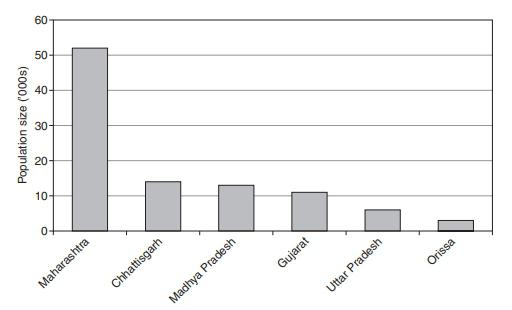 60
50
40
30
20
10
0
Population size ('000s)
Maharashtra
Chhattisgarh
Madhya Pradesh
Gujarat
Uttar Pradesh
Orissa